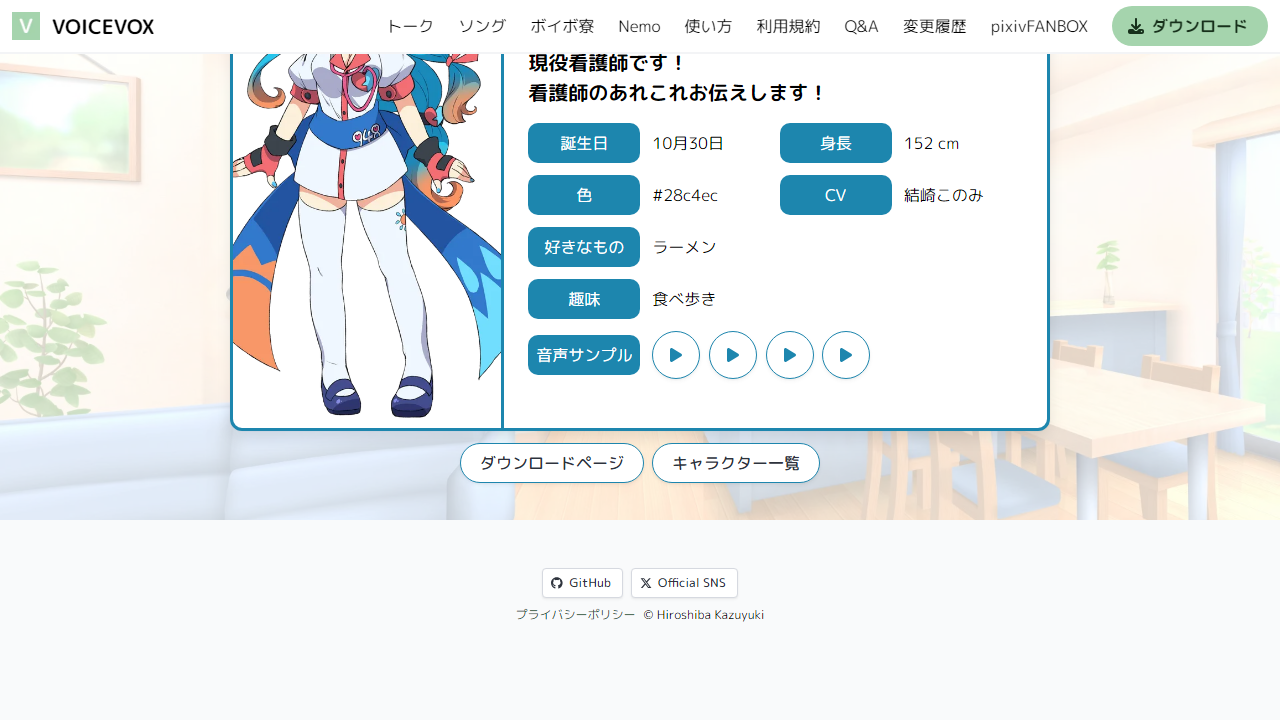 V VOICEVOX トーク ソング ボイボ寮 Nemo 使い方 利用規約 Q&A 変更履歴 pixivFANBOX ダウンロード
現役看護師です！
看護師のあれこれお伝えします！
誕生日 10月30日 身長 152 cm
色 #28c4ec CV 結崎このみ
好きなもの ラーメン
趣味 食べ歩き
音声サンプル
ダウンロードページ キャラクター一覧
GitHub Official SNS
プライバシーポリシー © Hiroshiba Kazuyuki